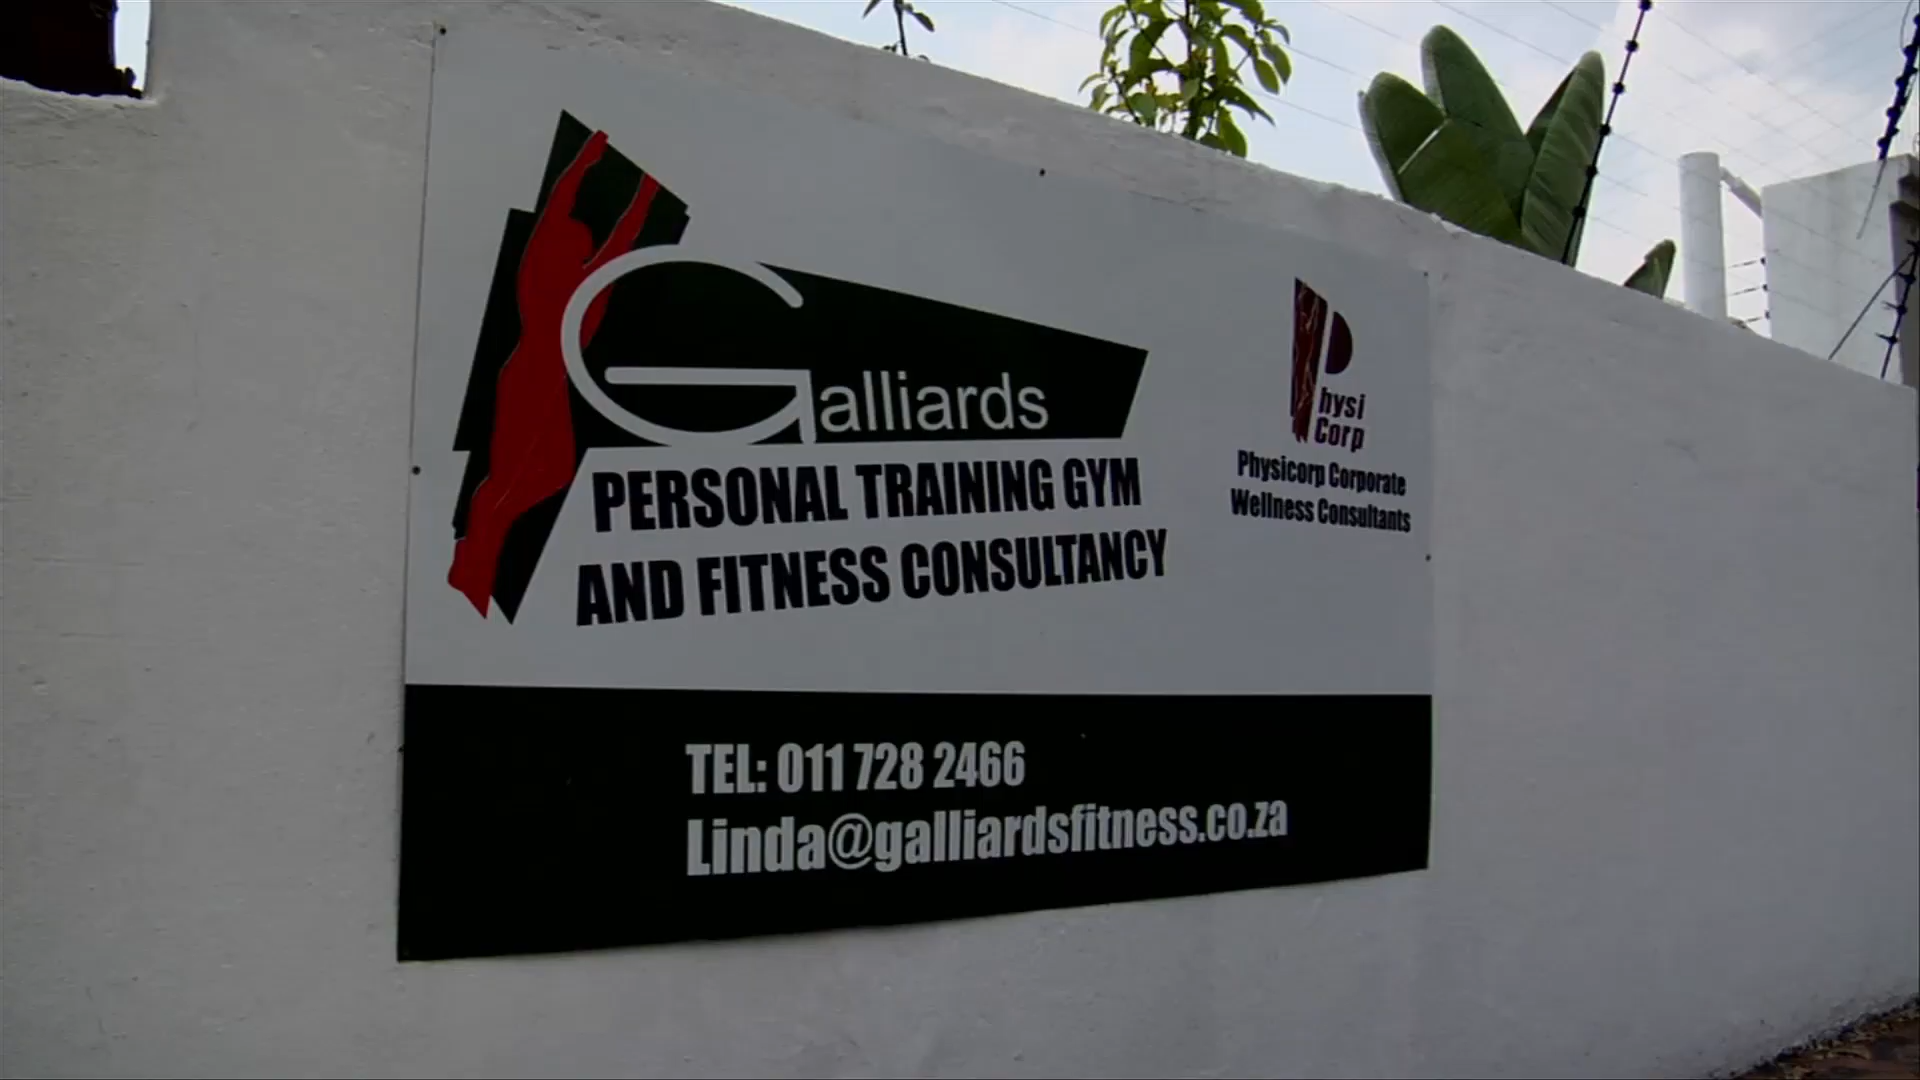 Galliards
PERSONAL TRAINING GYM
AND FITNESS CONSULTANCY
Physi
Corp
Physicorp Corporate
Wellness Consultants
TEL: 011 728 2466
Linda@galliardsfitness.co.za